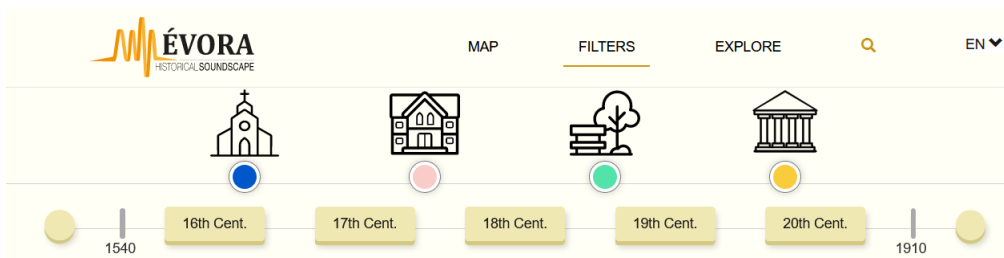 ÉVORA
HISTORICAL SOUNDSCAPE
MAP FILTERS EXPLORE EN
16th Cent. 17th Cent. 18th Cent. 19th Cent. 20th Cent.
1540 1910